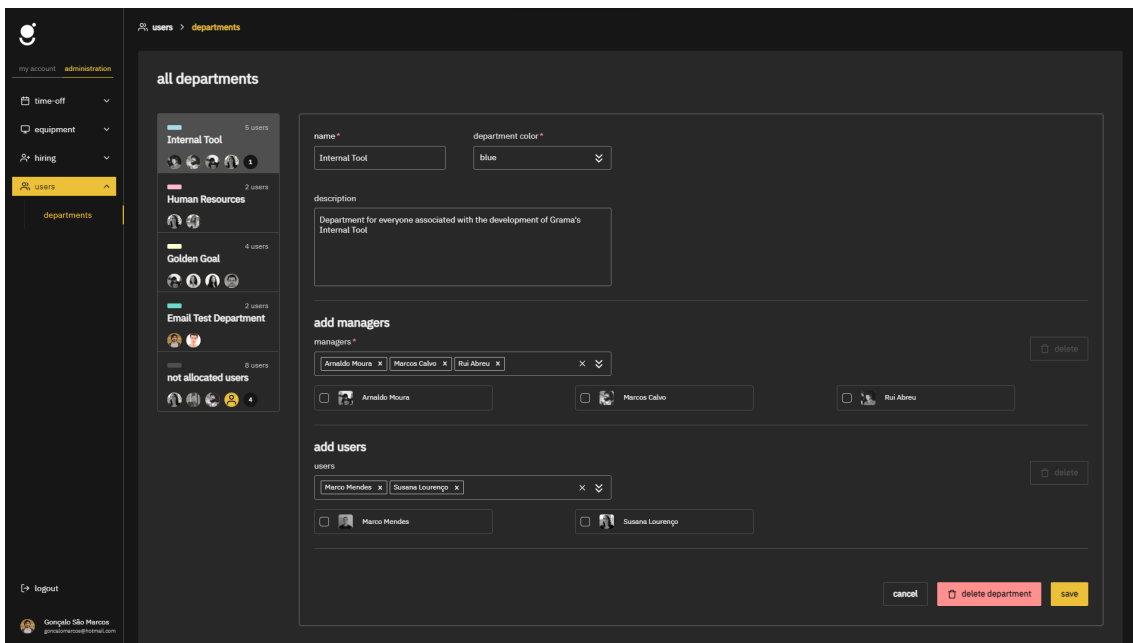 users > departments
my account administration
time-off
equipment
hiring
users
departments
logout
Gonçalo São Marcos
goncalomarcos@hotmail.com
all departments
5 users
Internal Tool
1
2 users
Human Resources
4 users
Golden Goal
2 users
Email Test Department
8 users
not allocated users
4
name*
Internal Tool
department color*
blue
description
Department for everyone associated with the development of Grama's
Internal Tool
add managers
managers*
Arnaldo Moura x Marcos Calvo x Rui Abreu x
delete
Arnaldo Moura
Marcos Calvo
Rui Abreu
add users
users
Marco Mendes x Susana Lourenço x
delete
Marco Mendes
Susana Lourenço
cancel
delete department
save